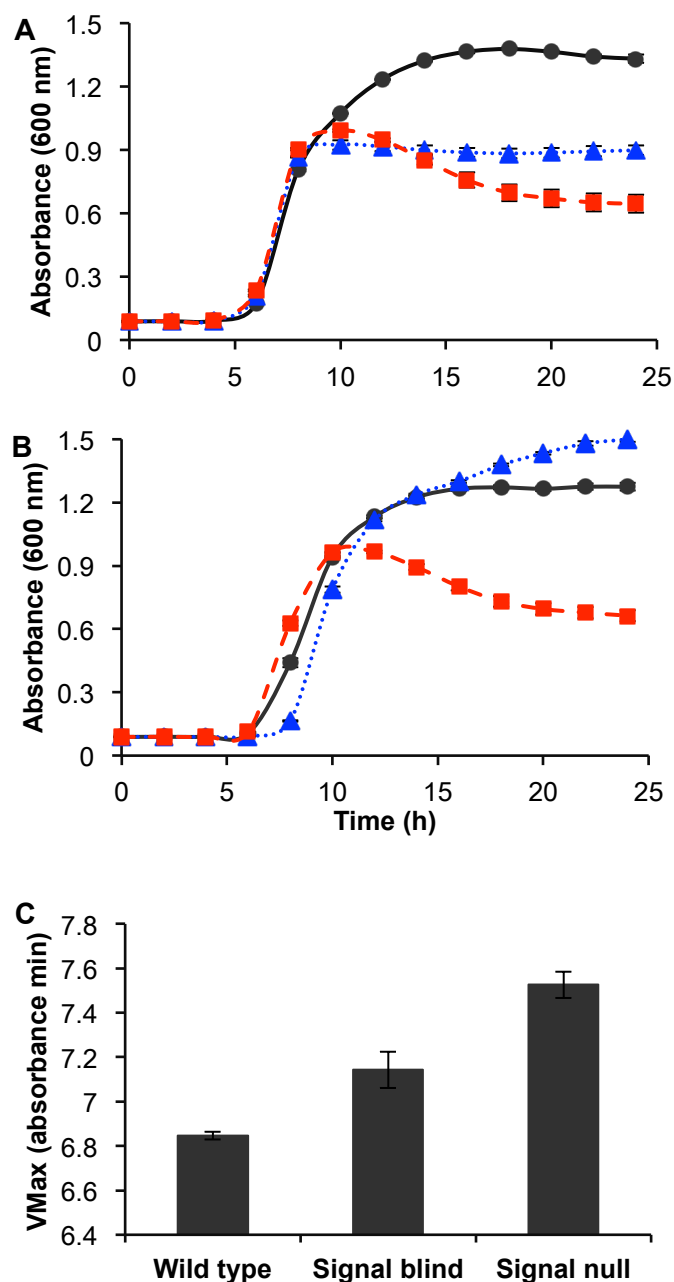 A
Absorbance (600 nm)
1.5
1.2
0.9
0.6
0.3
0
0 5 10 15 20 25
B
Absorbance (600 nm)
1.5
1.2
0.9
0.6
0.3
0
0 5 10 15 20 25
Time (h)
C
VMax (absorbance min)
7.8
7.6
7.4
7.2
7
6.8
6.6
6.4
Wild type Signal blind Signal null